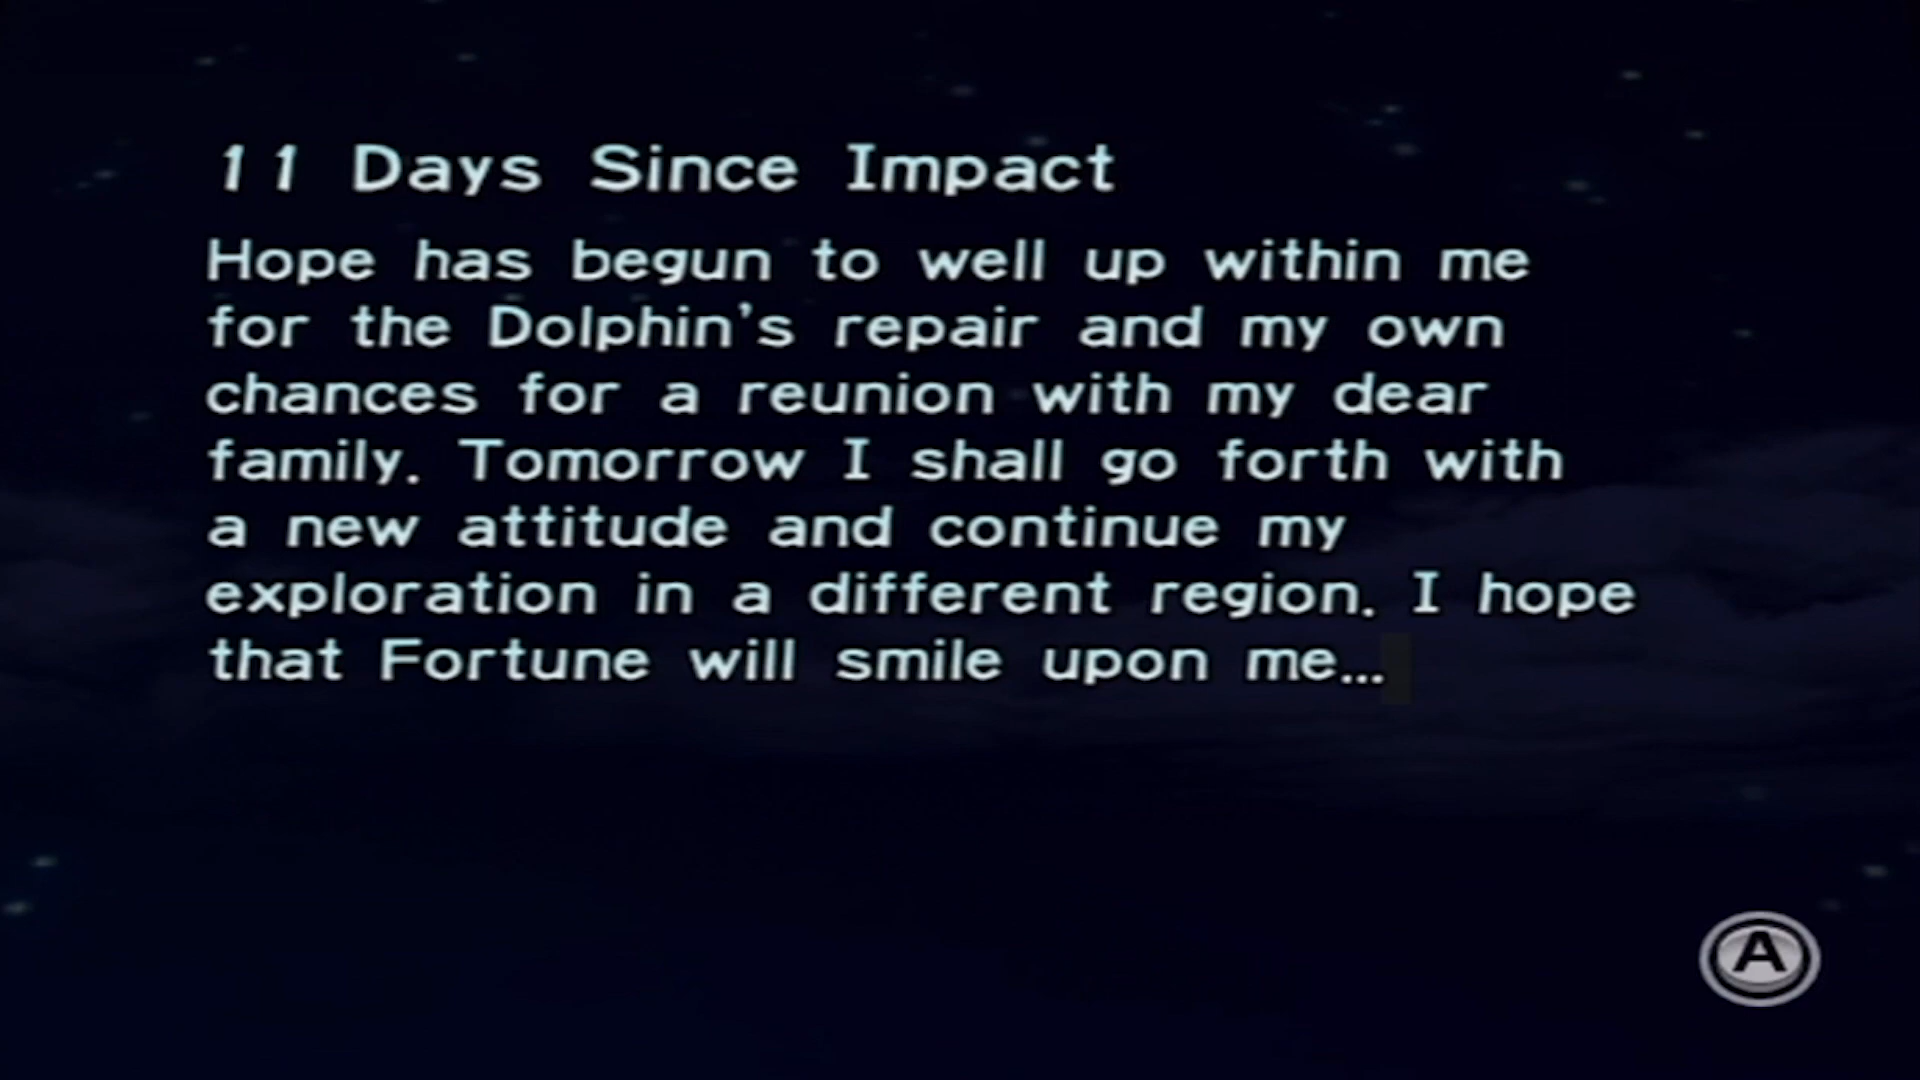 11 Days Since Impact
Hope has begun to well up within me
for the Dolphin's repair and my own
chances for a reunion with my dear
family. Tomorrow I shall go forth with
a new attitude and continue my
exploration in a different region. I hope
that Fortune will smile upon me...
A